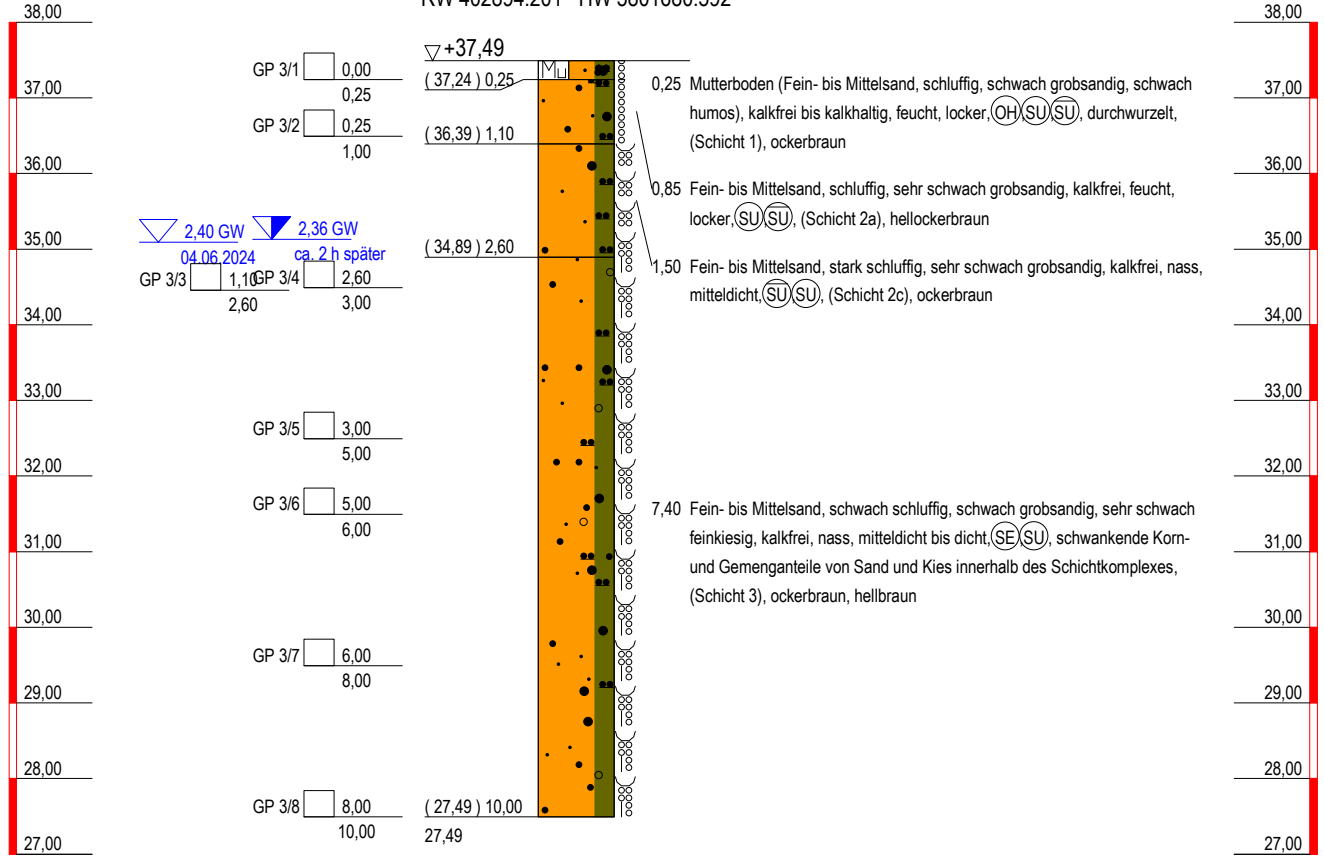 RW 402894.201 HW 5801686.392
38,00
37,00
36,00
35,00
34,00
33,00
32,00
31,00
30,00
29,00
28,00
27,00
GP 3/1 0,00
0,25
GP 3/2 0,25
1,00
2,40 GW
04.06.2024
2,36 GW
ca. 2 h später
GP 3/3 1,10
2,60
GP 3/4 2,60
3,00
GP 3/5 3,00
5,00
GP 3/6 5,00
6,00
GP 3/7 6,00
8,00
GP 3/8 8,00
10,00
+37,49
Mu
( 37,24 ) 0,25
( 36,39 ) 1,10
( 34,89 ) 2,60
( 27,49 ) 10,00
27,49
0,25 Mutterboden (Fein- bis Mittelsand, schluffig, schwach grobsandig, schwach
humos), kalkfrei bis kalkhaltig, feucht, locker, OH SU S̅U̅, durchwurzelt,
(Schicht 1), ockerbraun
0,85 Fein- bis Mittelsand, schluffig, sehr schwach grobsandig, kalkfrei, feucht,
locker, SU S̅U̅, (Schicht 2a), hellockerbraun
1,50 Fein- bis Mittelsand, stark schluffig, sehr schwach grobsandig, kalkfrei, nass,
mitteldicht, S̅U̅ SU, (Schicht 2c), ockerbraun
7,40 Fein- bis Mittelsand, schwach schluffig, schwach grobsandig, sehr schwach
feinkiesig, kalkfrei, nass, mitteldicht bis dicht, SE SU, schwankende Korn-
und Gemenganteile von Sand und Kies innerhalb des Schichtkomplexes,
(Schicht 3), ockerbraun, hellbraun
38,00
37,00
36,00
35,00
34,00
33,00
32,00
31,00
30,00
29,00
28,00
27,00